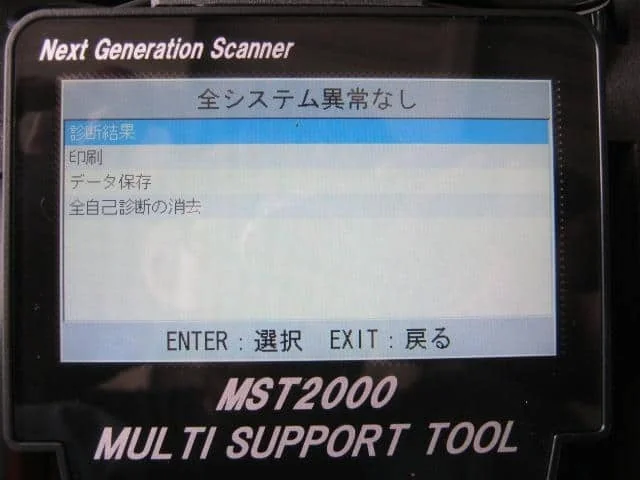 Next Generation Scanner
全システム異常なし
診断結果
印刷
データ保存
全自己診断の消去
ENTER：選択 EXIT：戻る
MST2000
MULTI SUPPORT TOOL